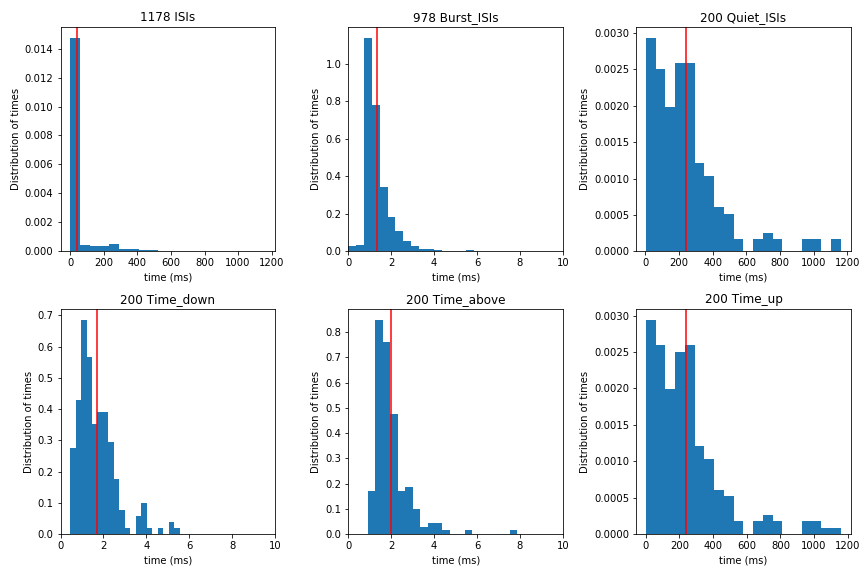 1178 ISIs
Distribution of times
0.014
0.012
0.010
0.008
0.006
0.004
0.002
0.000
0 200 400 600 800 1000 1200
time (ms)
978 Burst_ISIs
Distribution of times
1.0
0.8
0.6
0.4
0.2
0.0
0 2 4 6 8 10
time (ms)
200 Quiet_ISIs
Distribution of times
0.0030
0.0025
0.0020
0.0015
0.0010
0.0005
0.0000
0 200 400 600 800 1000 1200
time (ms)
200 Time_down
Distribution of times
0.7
0.6
0.5
0.4
0.3
0.2
0.1
0.0
0 2 4 6 8 10
time (ms)
200 Time_above
Distribution of times
0.8
0.7
0.6
0.5
0.4
0.3
0.2
0.1
0.0
0 2 4 6 8 10
time (ms)
200 Time_up
Distribution of times
0.0030
0.0025
0.0020
0.0015
0.0010
0.0005
0.0000
0 200 400 600 800 1000 1200
time (ms)